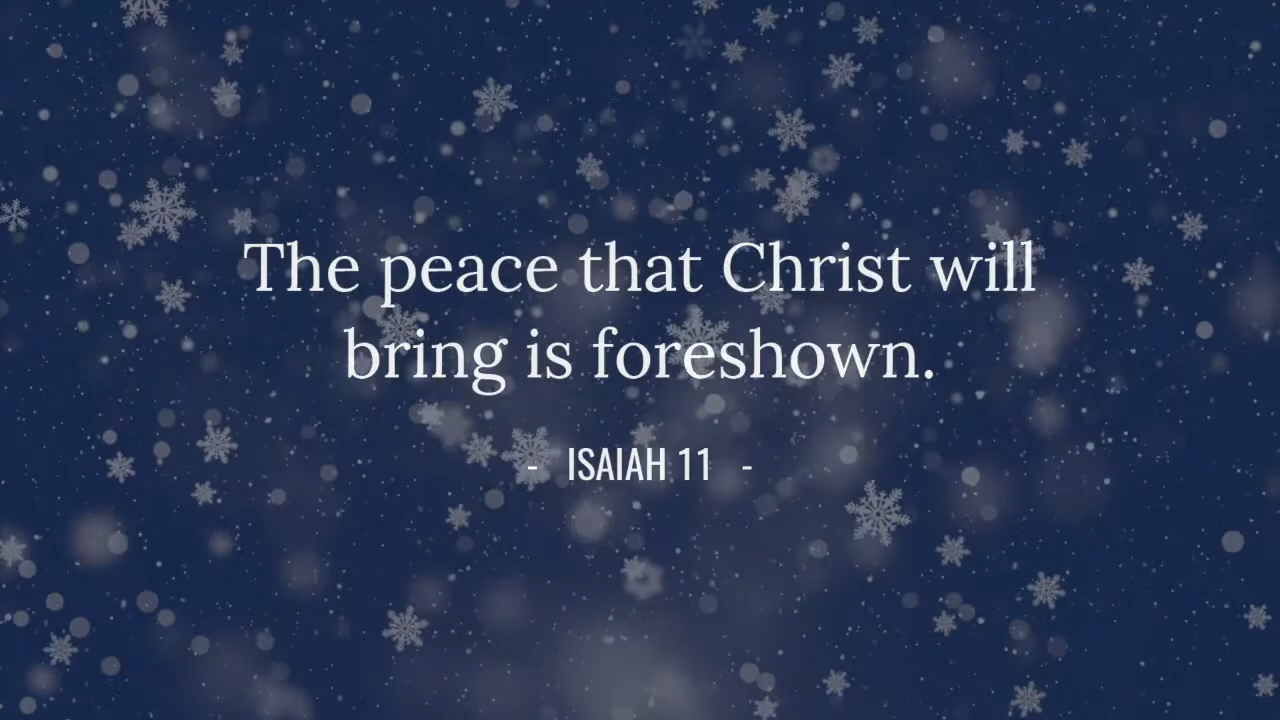 The peace that Christ will
bring is foreshown.
- ISAIAH 11 -